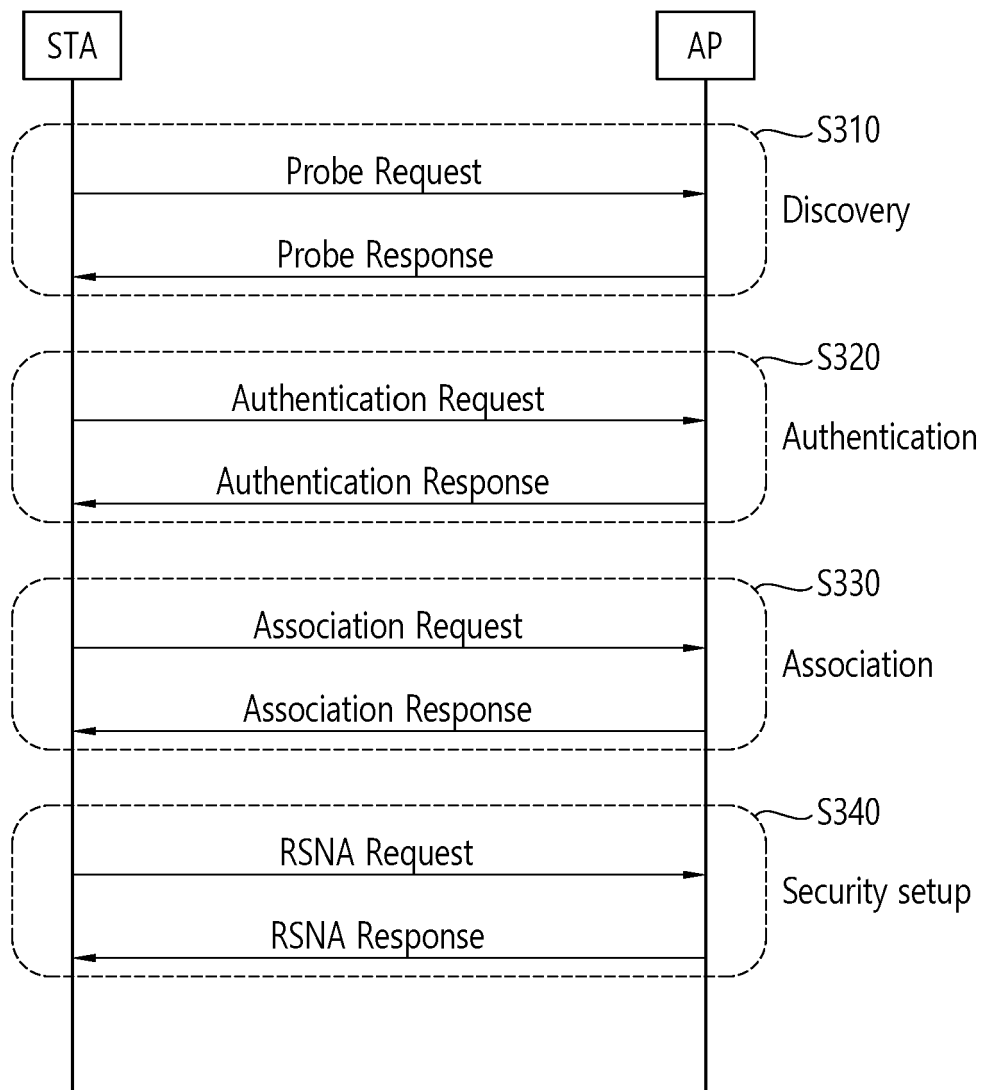 STA
AP
S310
Probe Request
Discovery
Probe Response
S320
Authentication Request
Authentication
Authentication Response
S330
Association Request
Association
Association Response
S340
RSNA Request
Security setup
RSNA Response